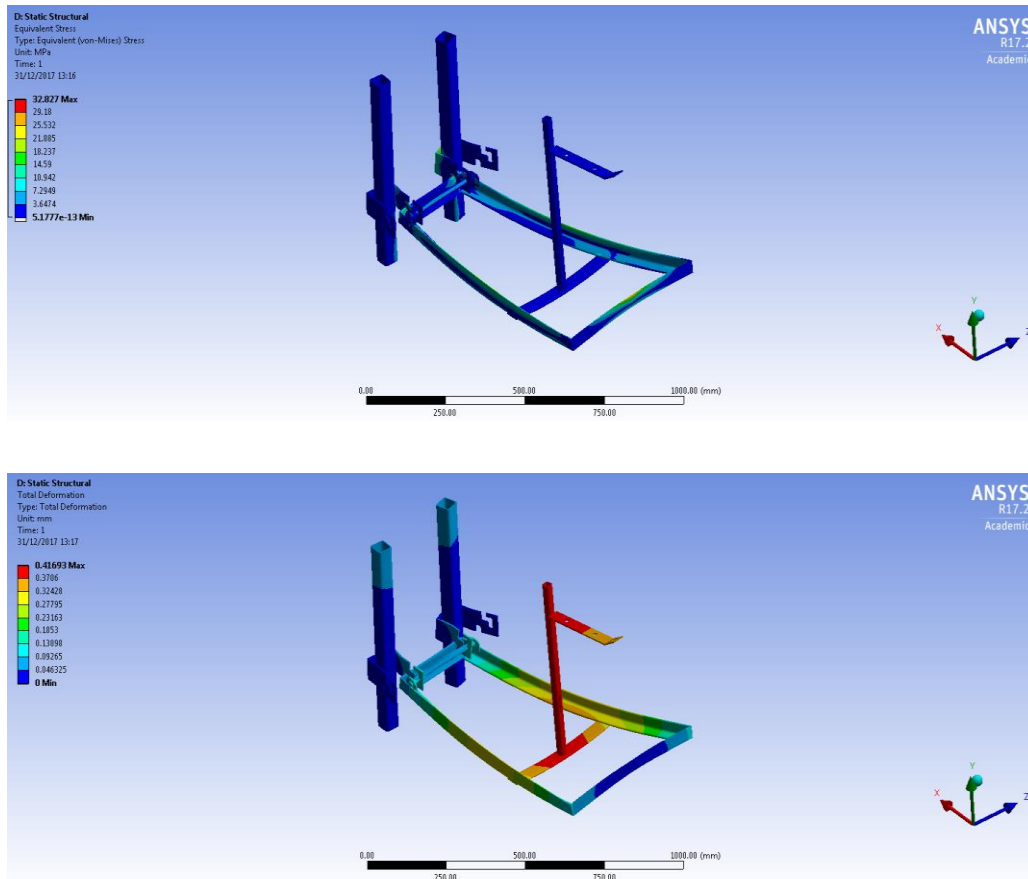 D: Static Structural
Equivalent Stress
Type: Equivalent (von-Mises) Stress
Unit: MPa
Time: 1
31/12/2017 13:16
32.827 Max
29.18
25.532
21.885
18.237
14.59
10.942
7.2949
3.6474
5.1777e-13 Min
ANSYS
R17.2
Academic
Y
X
Z
0.00 500.00 1000.00 (mm)
250.00 750.00
D: Static Structural
Total Deformation
Type: Total Deformation
Unit: mm
Time: 1
31/12/2017 13:17
0.41693 Max
0.3706
0.32428
0.27795
0.23163
0.1853
0.13898
0.09265
0.046325
0 Min
ANSYS
R17.2
Academic
Y
X
Z
0.00 500.00 1000.00 (mm)
250.00 750.00